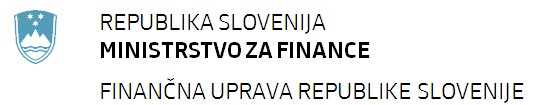 REPUBLIKA SLOVENIJA
MINISTRSTVO ZA FINANCE
FINANČNA UPRAVA REPUBLIKE SLOVENIJE